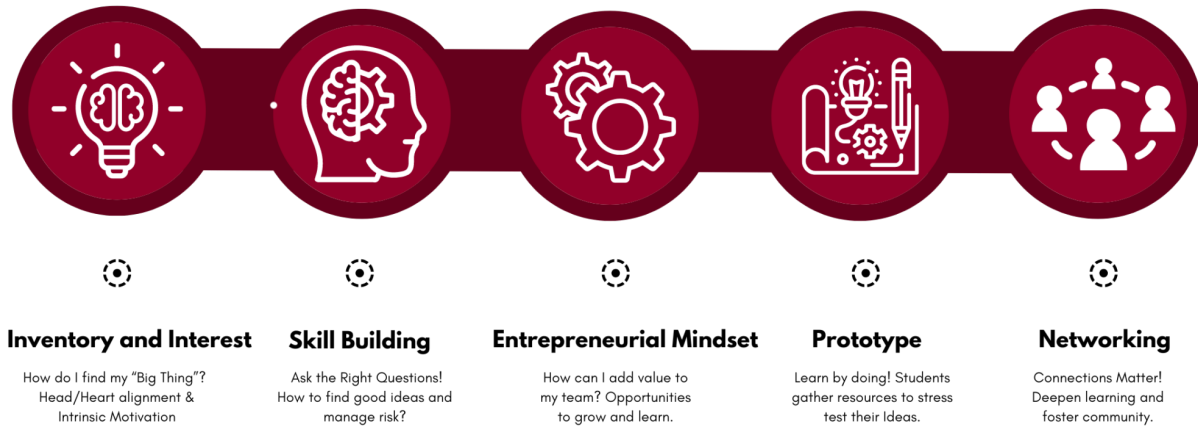 Inventory and Interest
How do I find my “Big Thing”?
Head/Heart alignment &
Intrinsic Motivation
Skill Building
Ask the Right Questions!
How to find good ideas and
manage risk?
Entrepreneurial Mindset
How can I add value to
my team? Opportunities
to grow and learn.
Prototype
Learn by doing! Students
gather resources to stress
test their Ideas.
Networking
Connections Matter!
Deepen learning and
foster community.